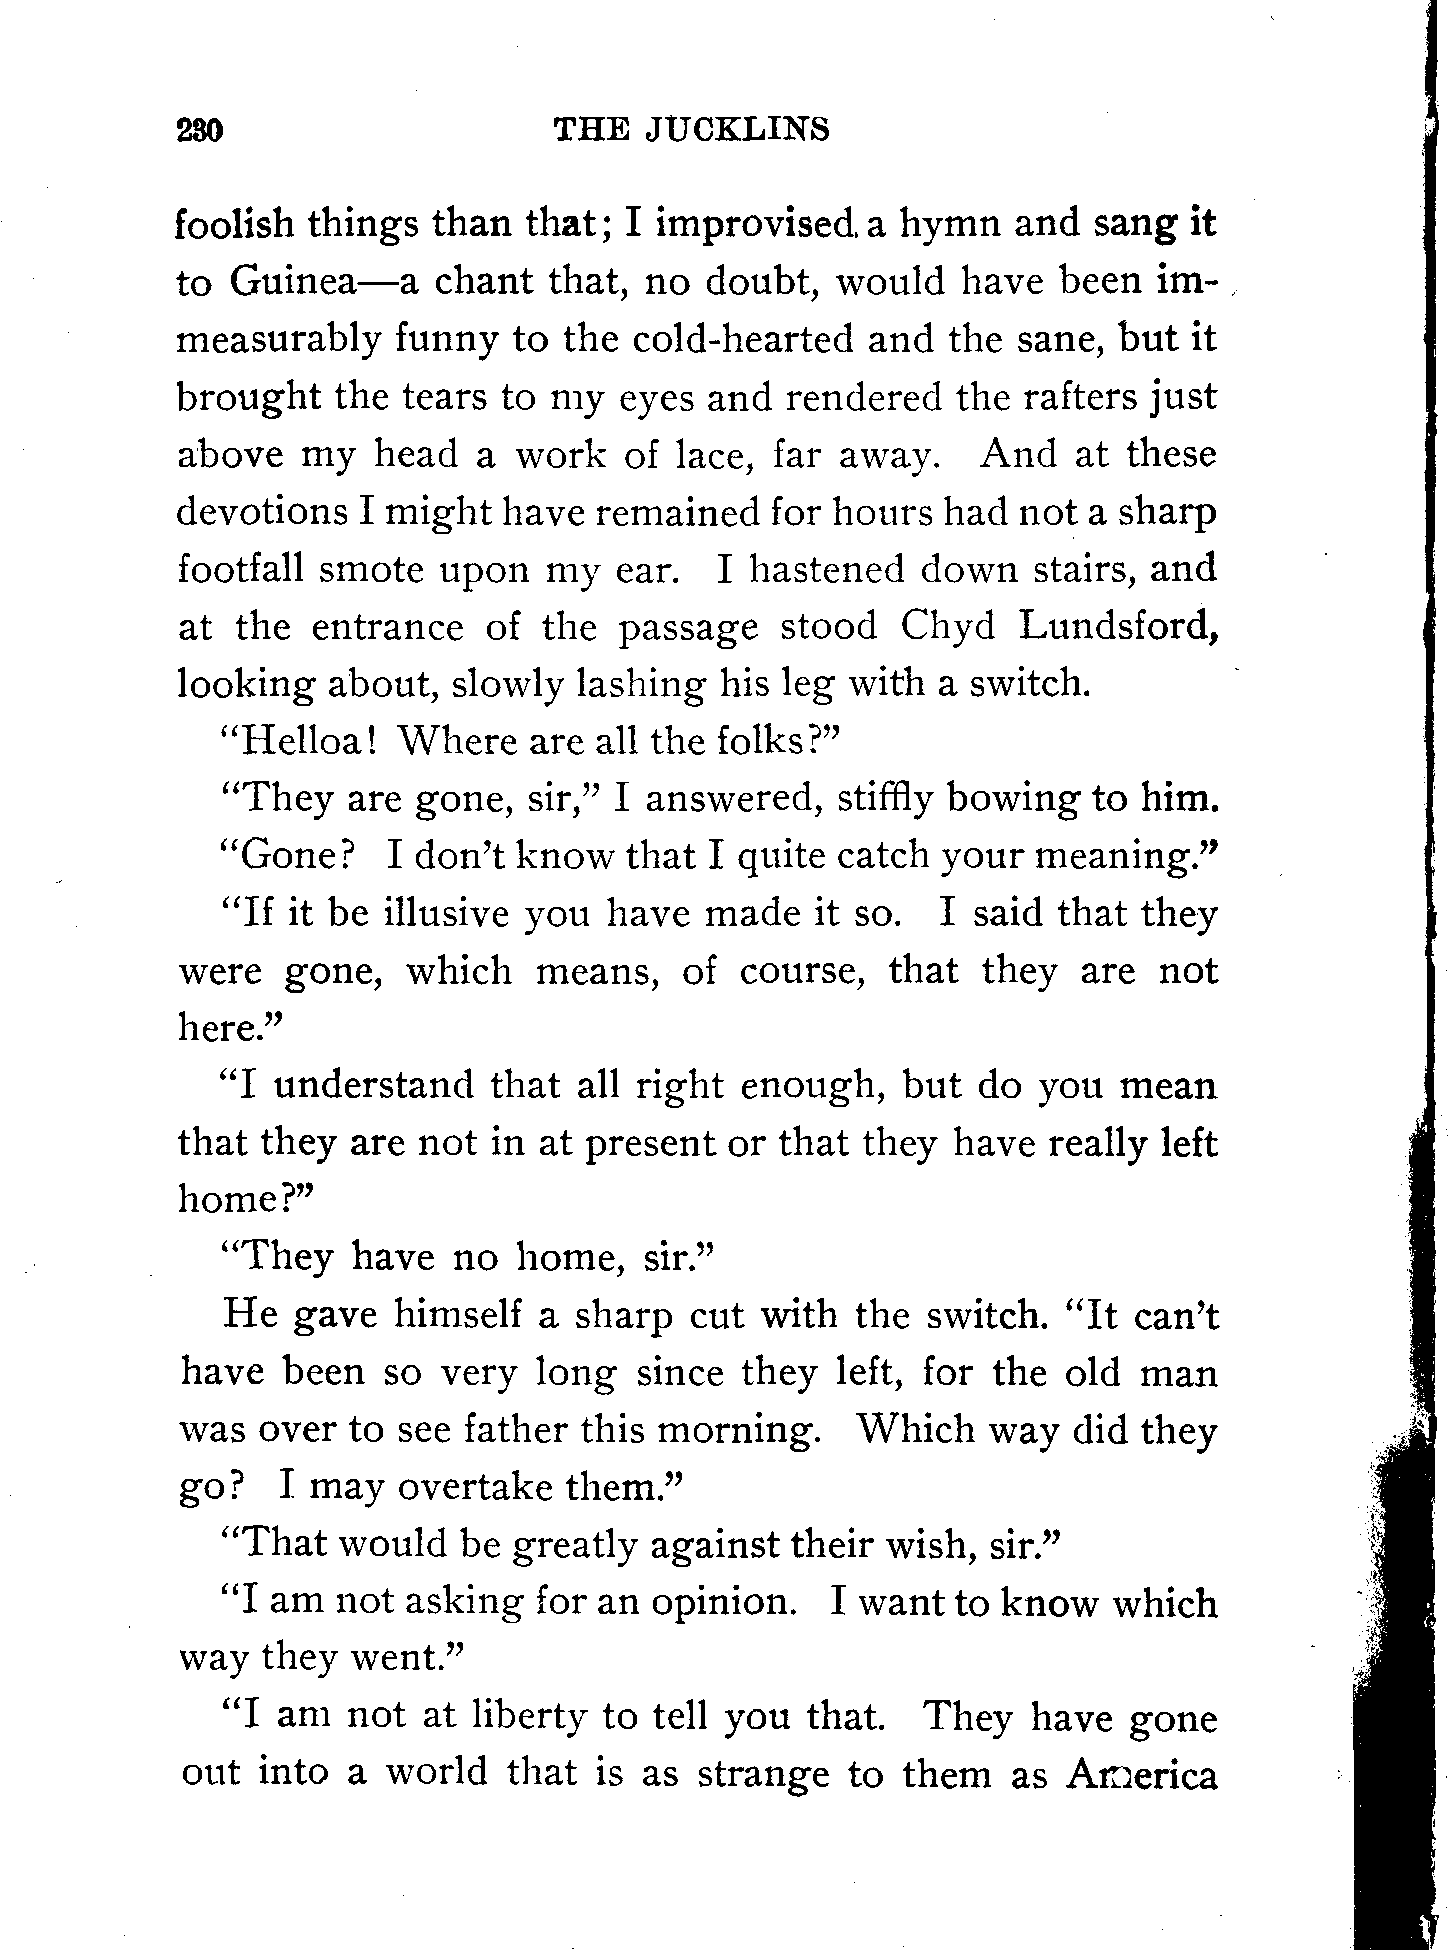 230 THE JUCKLINS
foolish things than that; I improvised a hymn and sang it
to Guinea—a chant that, no doubt, would have been im-
measurably funny to the cold-hearted and the sane, but it
brought the tears to my eyes and rendered the rafters just
above my head a work of lace, far away. And at these
devotions I might have remained for hours had not a sharp
footfall smote upon my ear. I hastened down stairs, and
at the entrance of the passage stood Chyd Lundsford,
looking about, slowly lashing his leg with a switch.
"Helloa! Where are all the folks?"
"They are gone, sir," I answered, stiffly bowing to him.
"Gone? I don't know that I quite catch your meaning."
"If it be illusive you have made it so. I said that they
were gone, which means, of course, that they are not
here."
"I understand that all right enough, but do you mean
that they are not in at present or that they have really left
home?"
"They have no home, sir."
He gave himself a sharp cut with the switch. "It can't
have been so very long since they left, for the old man
was over to see father this morning. Which way did they
go? I may overtake them."
"That would be greatly against their wish, sir."
"I am not asking for an opinion. I want to know which
way they went."
"I am not at liberty to tell you that. They have gone
out into a world that is as strange to them as America